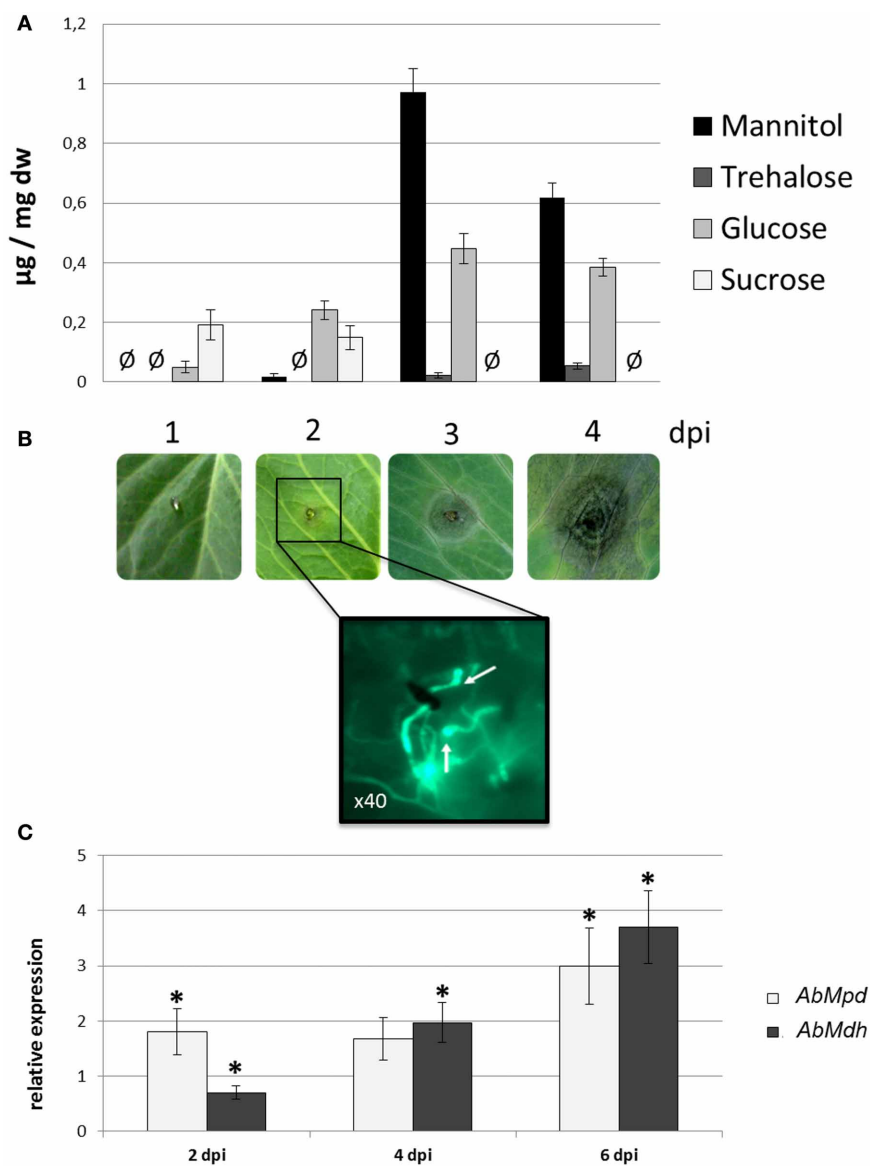 A
1,2
1
0,8
0,6
0,4
0,2
0
µg / mg dw
Ø Ø Ø Ø Ø
Mannitol
Trehalose
Glucose
Sucrose
B
1 2 3 4 dpi
x40
C
5
4
3
2
1
0
relative expression
* * * * *
2 dpi 4 dpi 6 dpi
AbMpd
AbMdh